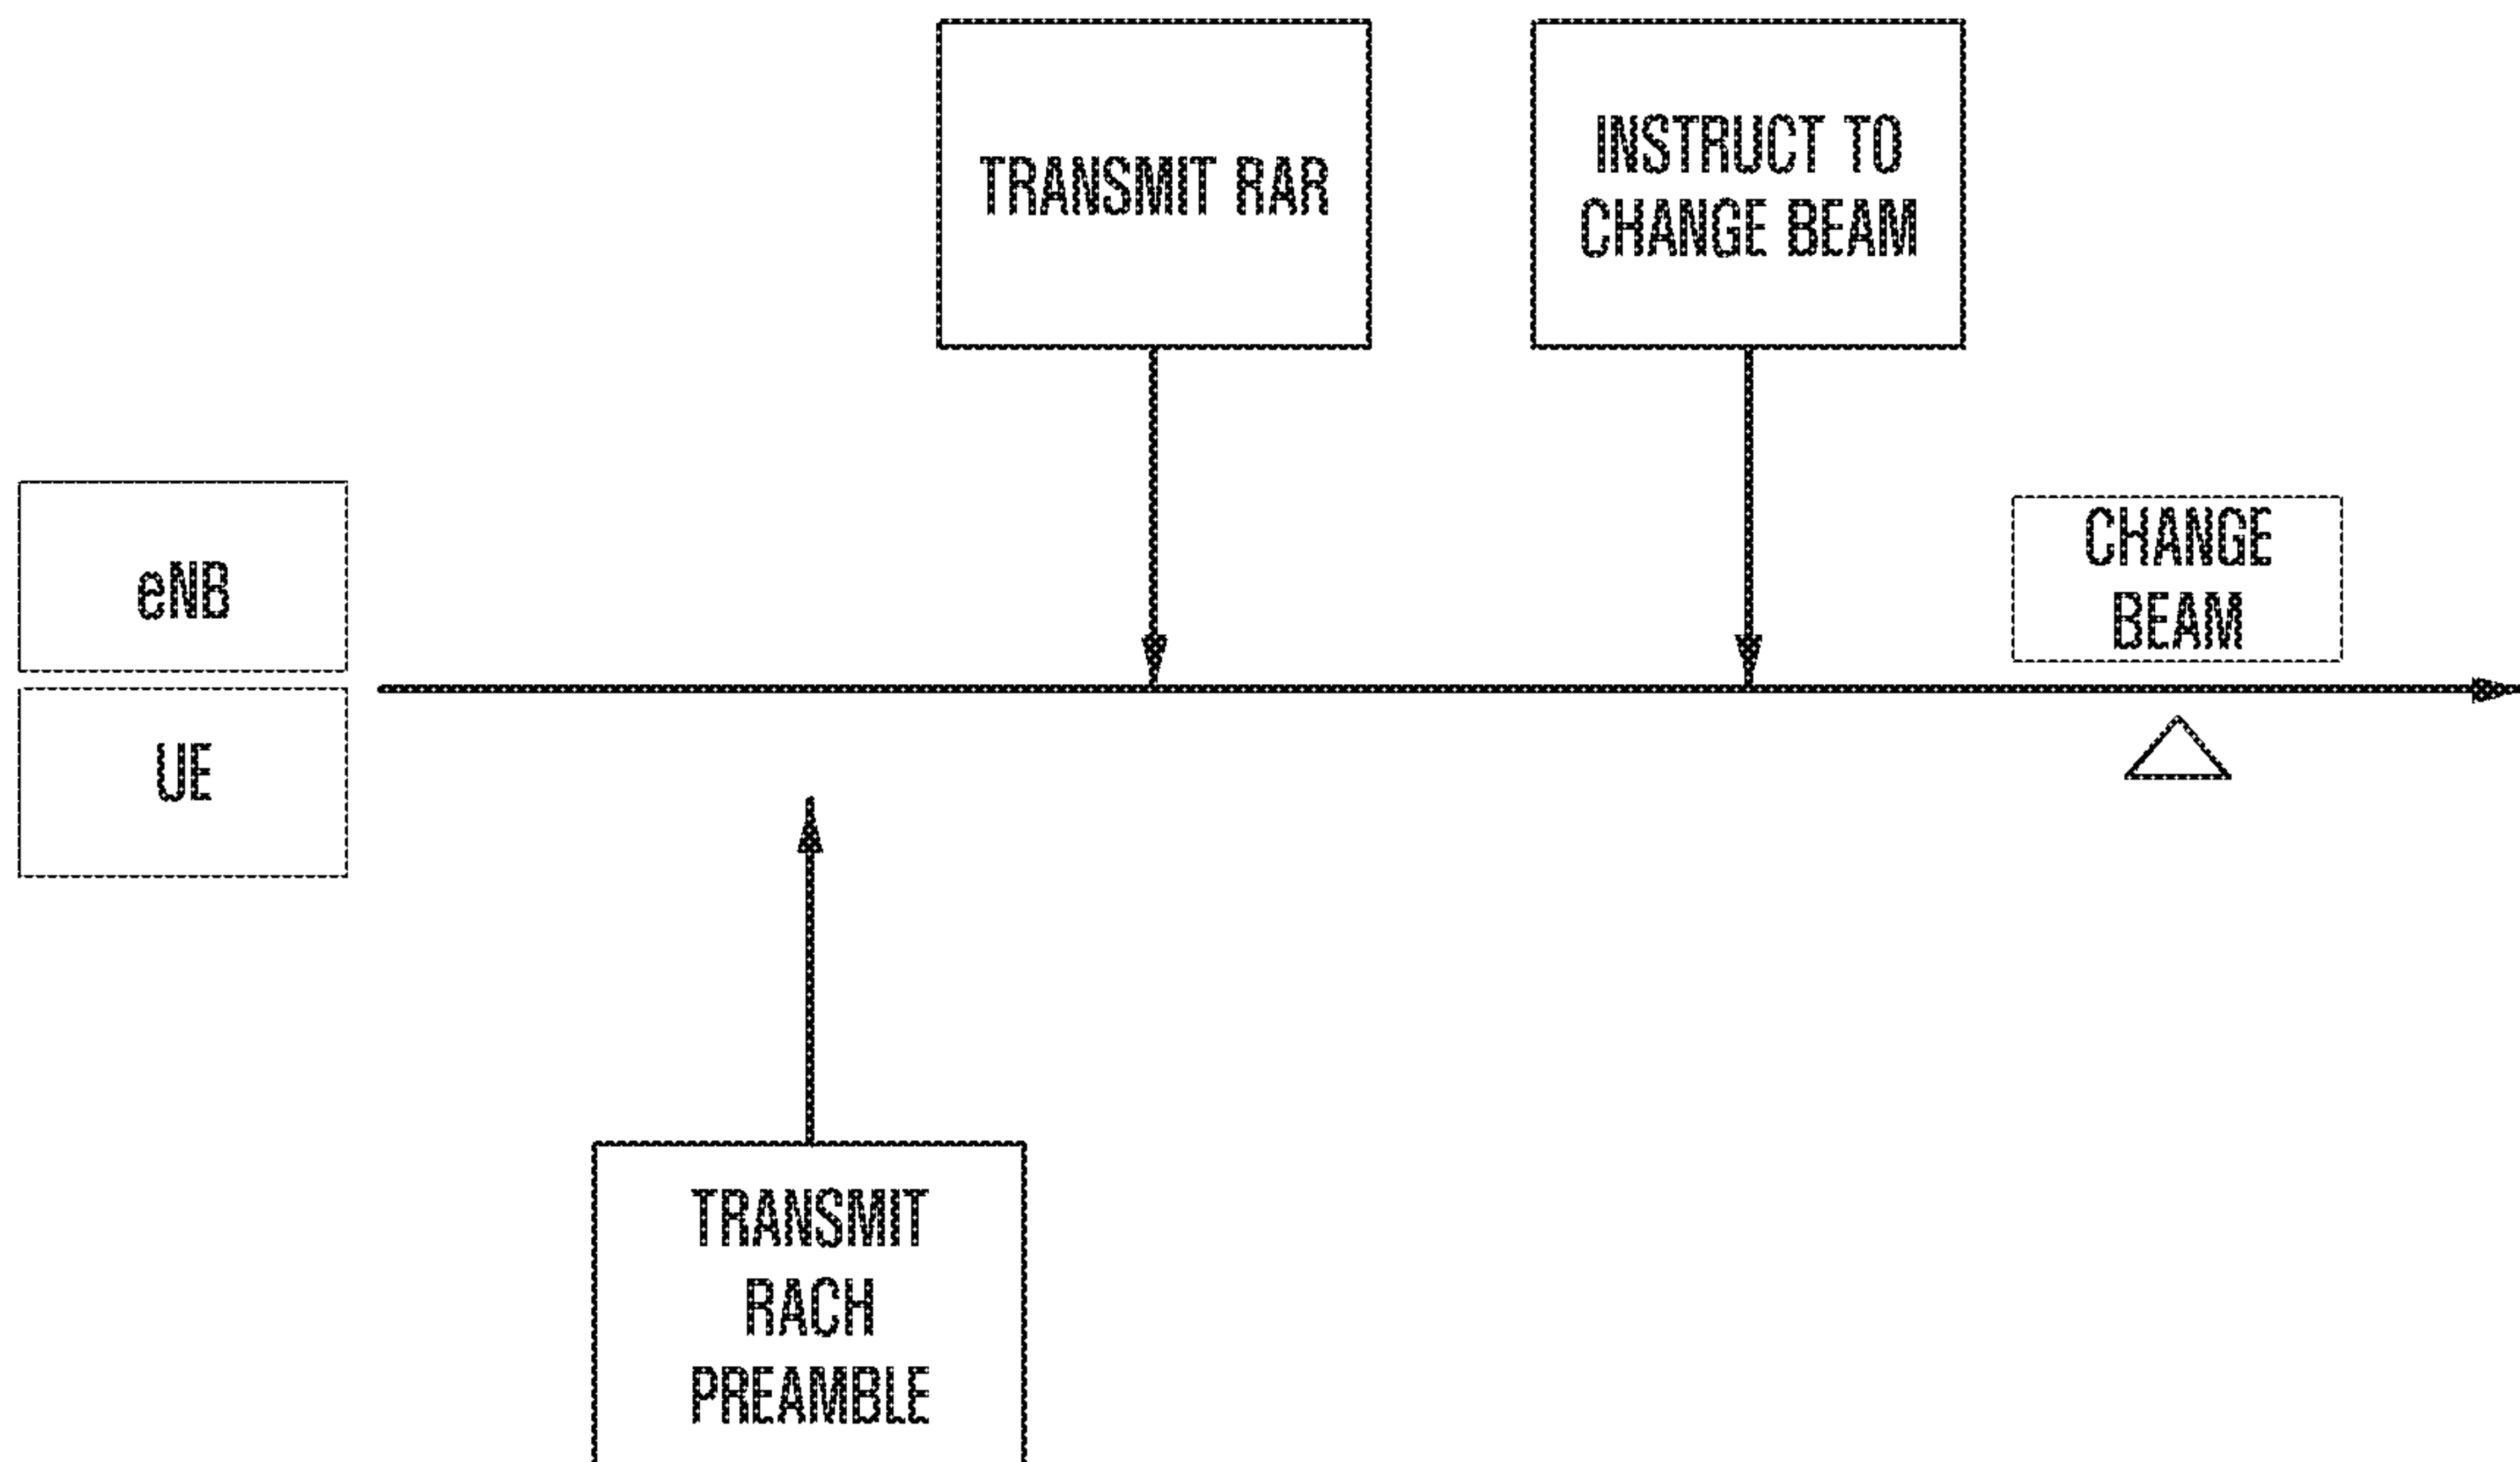 TRANSMIT RAR
INSTRUCT TO
CHANGE BEAM
eNB
CHANGE
BEAM
UE
TRANSMIT
RACH
PREAMBLE